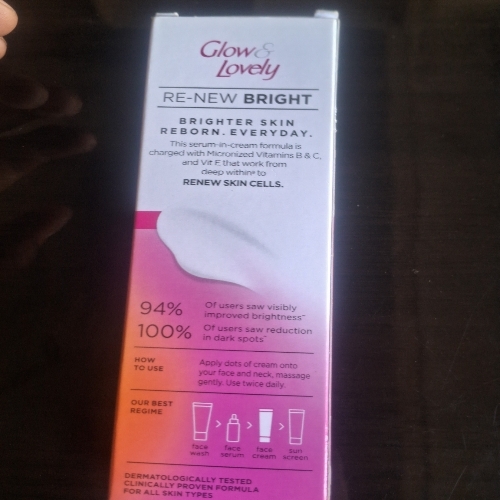 Glow &
Lovely
RE-NEW BRIGHT
BRIGHTER SKIN
REBORN. EVERYDAY.
This serum-in-cream formula is
charged with Micronized Vitamins B & C,
and Vit F, that work from
deep within# to
RENEW SKIN CELLS.
94% Of users saw visibly
improved brightness~
100% Of users saw reduction
in dark spots~
HOW
TO USE
Apply dots of cream onto
your face and neck, massage
gently. Use twice daily.
OUR BEST
REGIME
face
wash
>
face
serum
>
face
cream
>
sun
screen
DERMATOLOGICALLY TESTED
CLINICALLY PROVEN FORMULA
FOR ALL SKIN TYPES